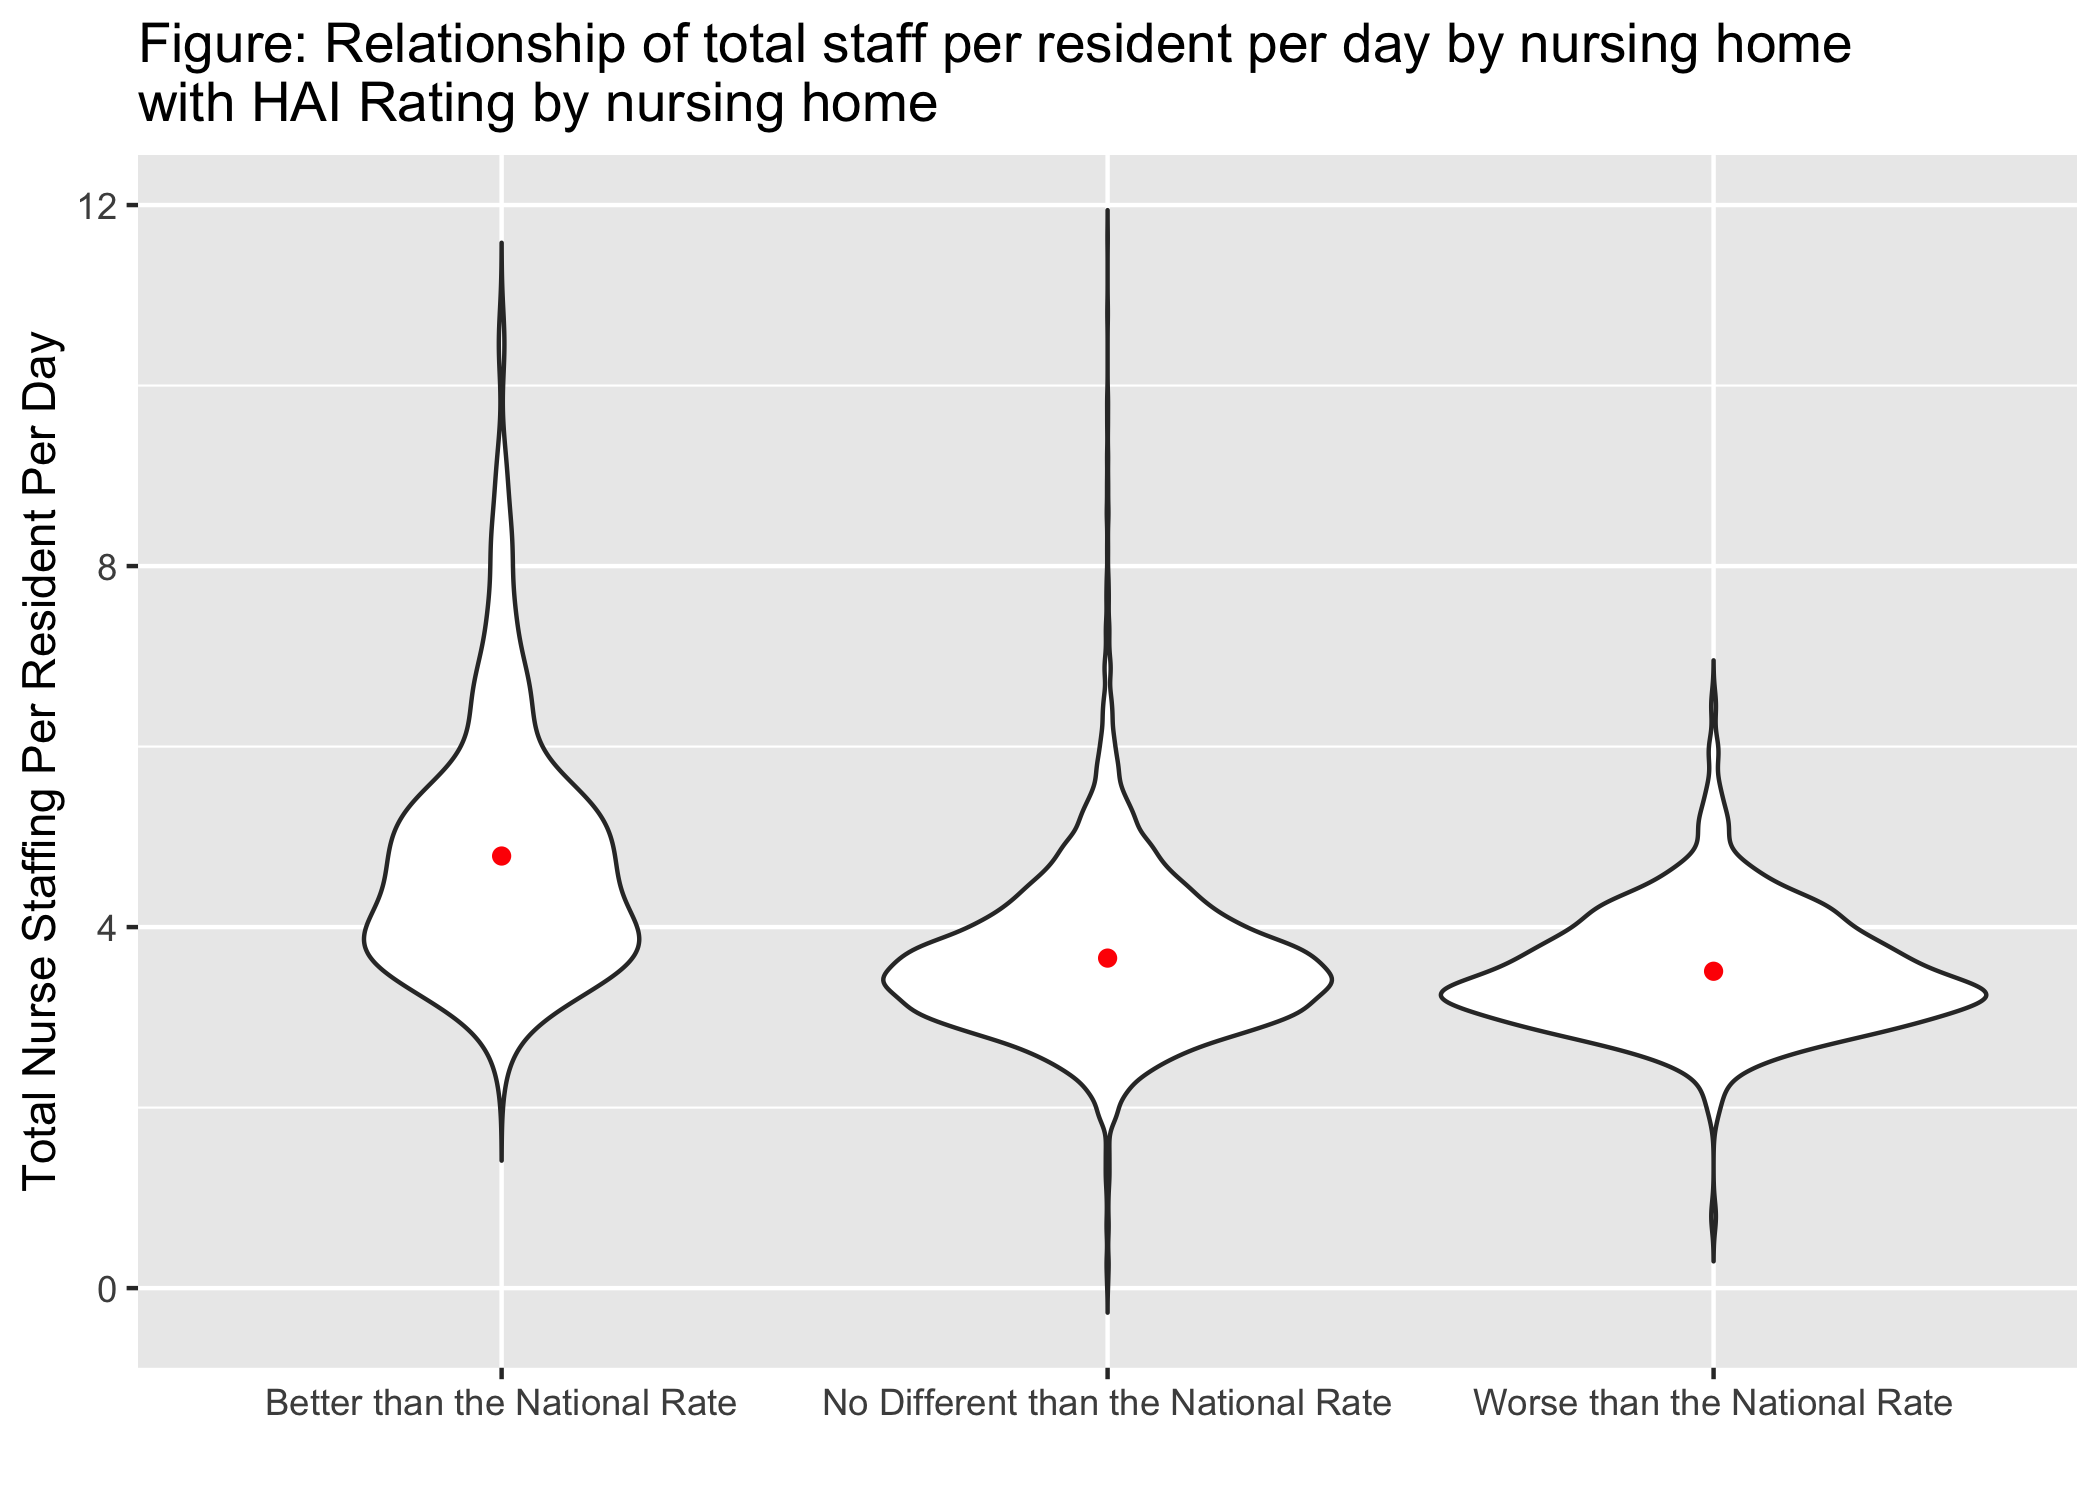 Figure: Relationship of total staff per resident per day by nursing home
with HAI Rating by nursing home
Total Nurse Staffing Per Resident Per Day
12
8
4
0
Better than the National Rate
No Different than the National Rate
Worse than the National Rate